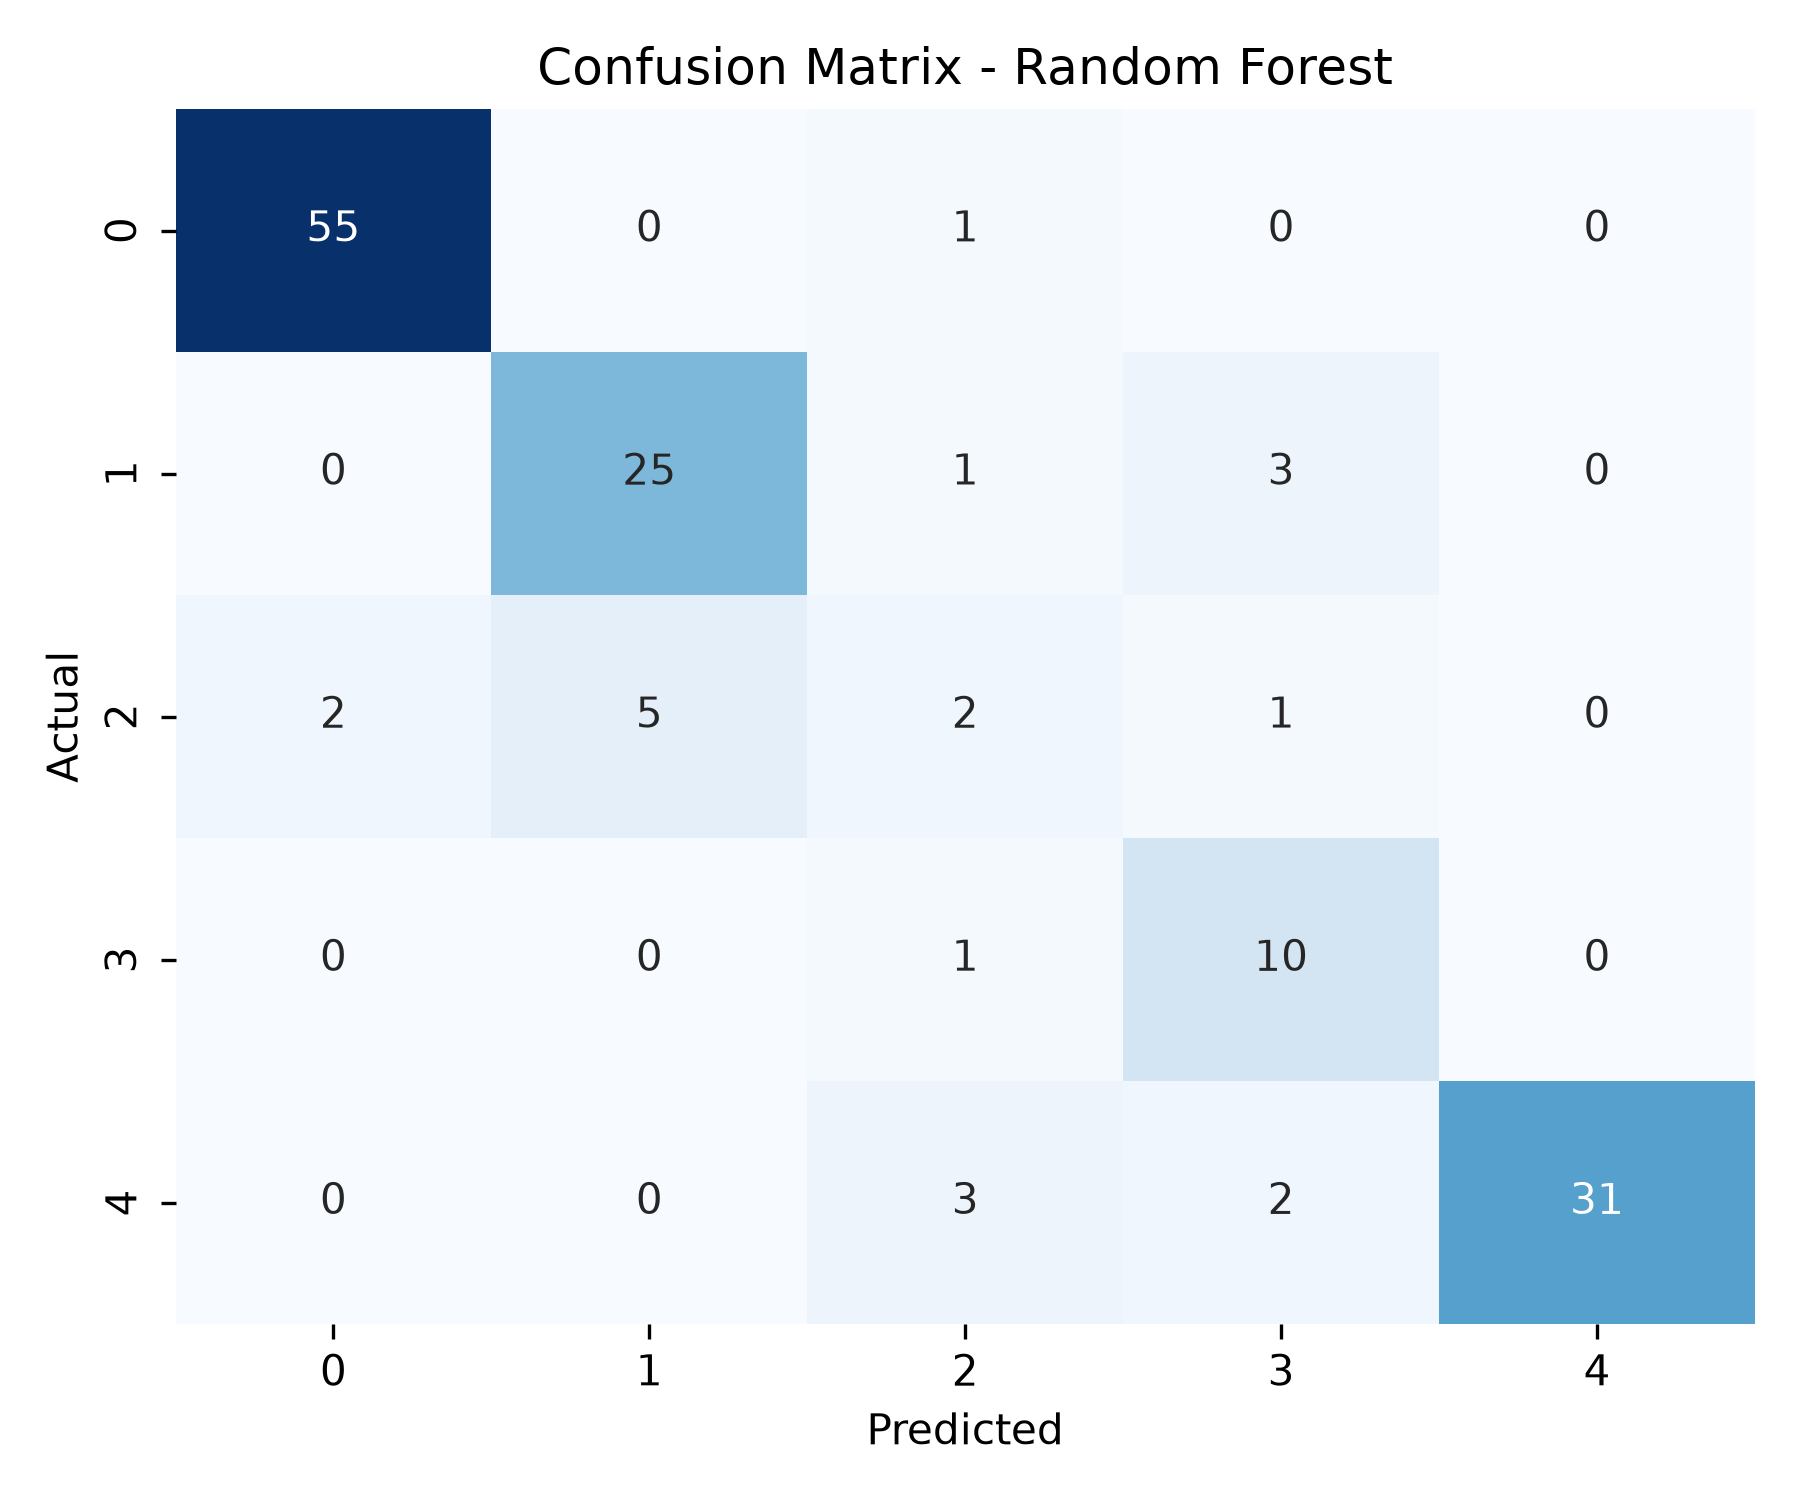 Confusion Matrix - Random Forest
0 55 0 1 0 0
1 0 25 1 3 0
Actual
2 2 5 2 1 0
3 0 0 1 10 0
4 0 0 3 2 31
0 1 2 3 4
Predicted